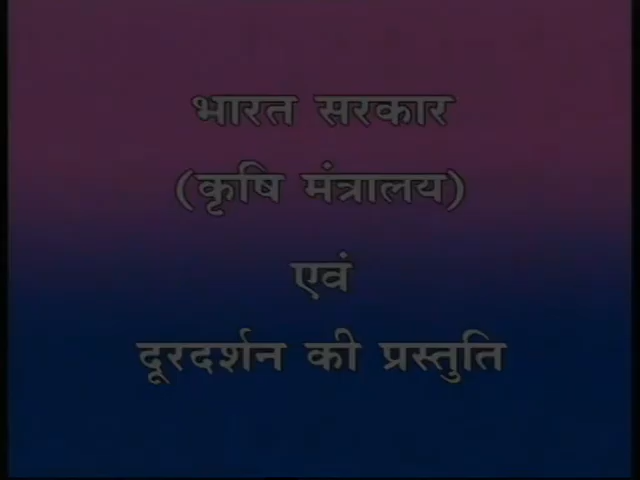 भारत सरकार
(कृषि मंत्रालय)
एवं
दूरदर्शन की प्रस्तुति